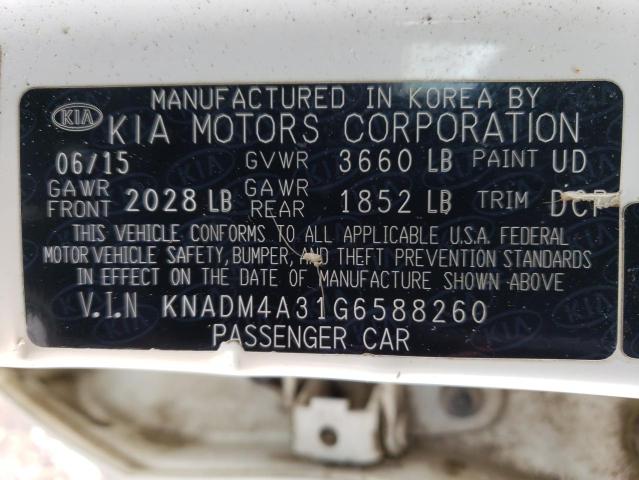 MANUFACTURED IN KOREA BY
KIA KIA MOTORS CORPORATION
06/15 GVWR 3660 LB PAINT UD
GAWR FRONT 2028 LB GAWR REAR 1852 LB TRIM DCP
THIS VEHICLE CONFORMS TO ALL APPLICABLE U.S.A. FEDERAL
MOTOR VEHICLE SAFETY, BUMPER, AND THEFT PREVENTION STANDARDS
IN EFFECT ON THE DATE OF MANUFACTURE SHOWN ABOVE
V.I.N KNADM4A31G6588260
PASSENGER CAR